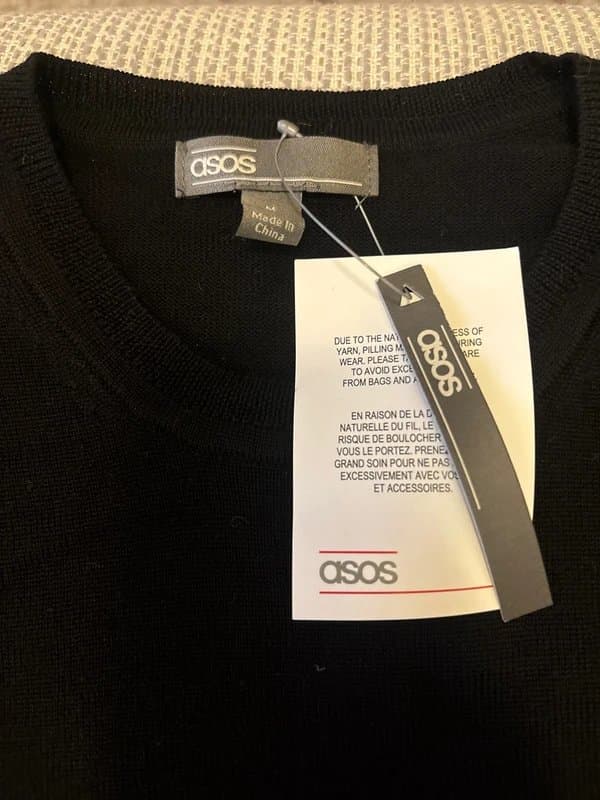 asos
M
Made In
China
asos
DUE TO THE NAT ESS OF
YARN, PILLING M RING
WEAR. PLEASE T ARE
TO AVOID EXCE
FROM BAGS AND A
EN RAISON DE LA D
NATURELLE DU FIL, LE
RISQUE DE BOULOCHER
VOUS LE PORTEZ. PRENE
GRAND SOIN POUR NE PAS
EXCESSIVEMENT AVEC VOS
ET ACCESSOIRES.
asos